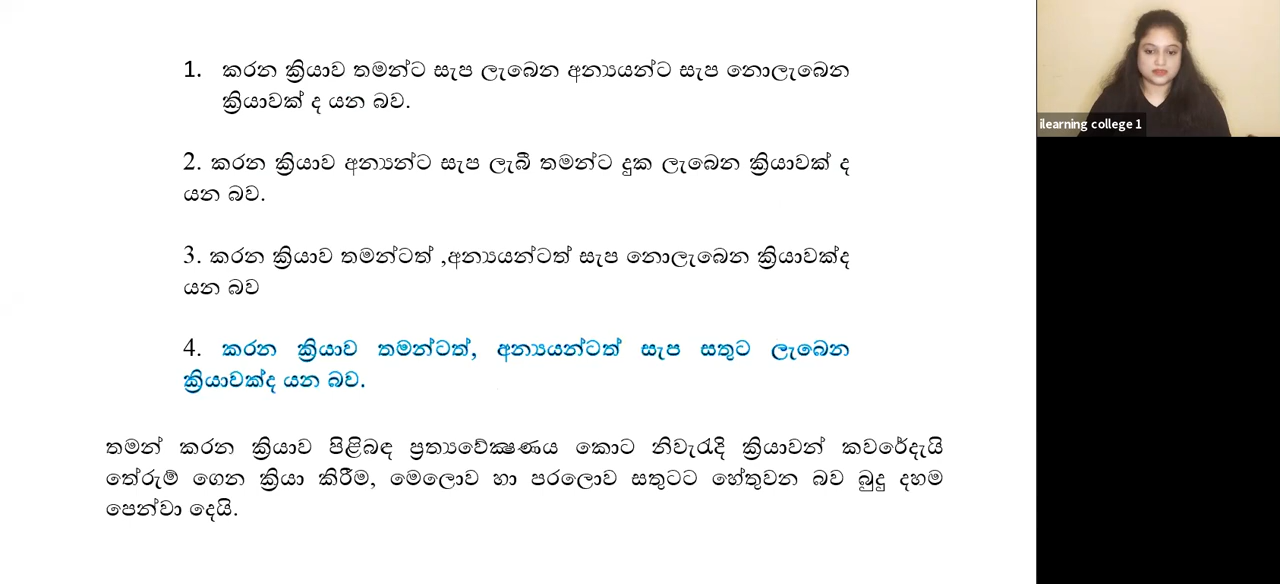 1. කරන ක්‍රියාව තමන්ට සැප ලැබෙන අන්‍යයන්ට සැප නොලැබෙන
ක්‍රියාවක් ද යන බව.
2. කරන ක්‍රියාව අන්‍යන්ට සැප ලැබී තමන්ට දුක ලැබෙන ක්‍රියාවක් ද
යන බව.
3. කරන ක්‍රියාව තමන්ටත් ,අන්‍යයන්ටත් සැප නොලැබෙන ක්‍රියාවක්ද
යන බව
4. කරන ක්‍රියාව තමන්ටත්, අන්‍යයන්ටත් සැප සතුට ලැබෙන
ක්‍රියාවක්ද යන බව.
තමන් කරන ක්‍රියාව පිළිබඳ ප්‍රත්‍යවේක්‍ෂණය කොට නිවැරැදි ක්‍රියාවන් කවරේදැයි
තේරුම් ගෙන ක්‍රියා කිරීම, මෙලොව හා පරලොව සතුටට හේතුවන බව බුදු දහම
පෙන්වා දෙයි.
ilearning college 1